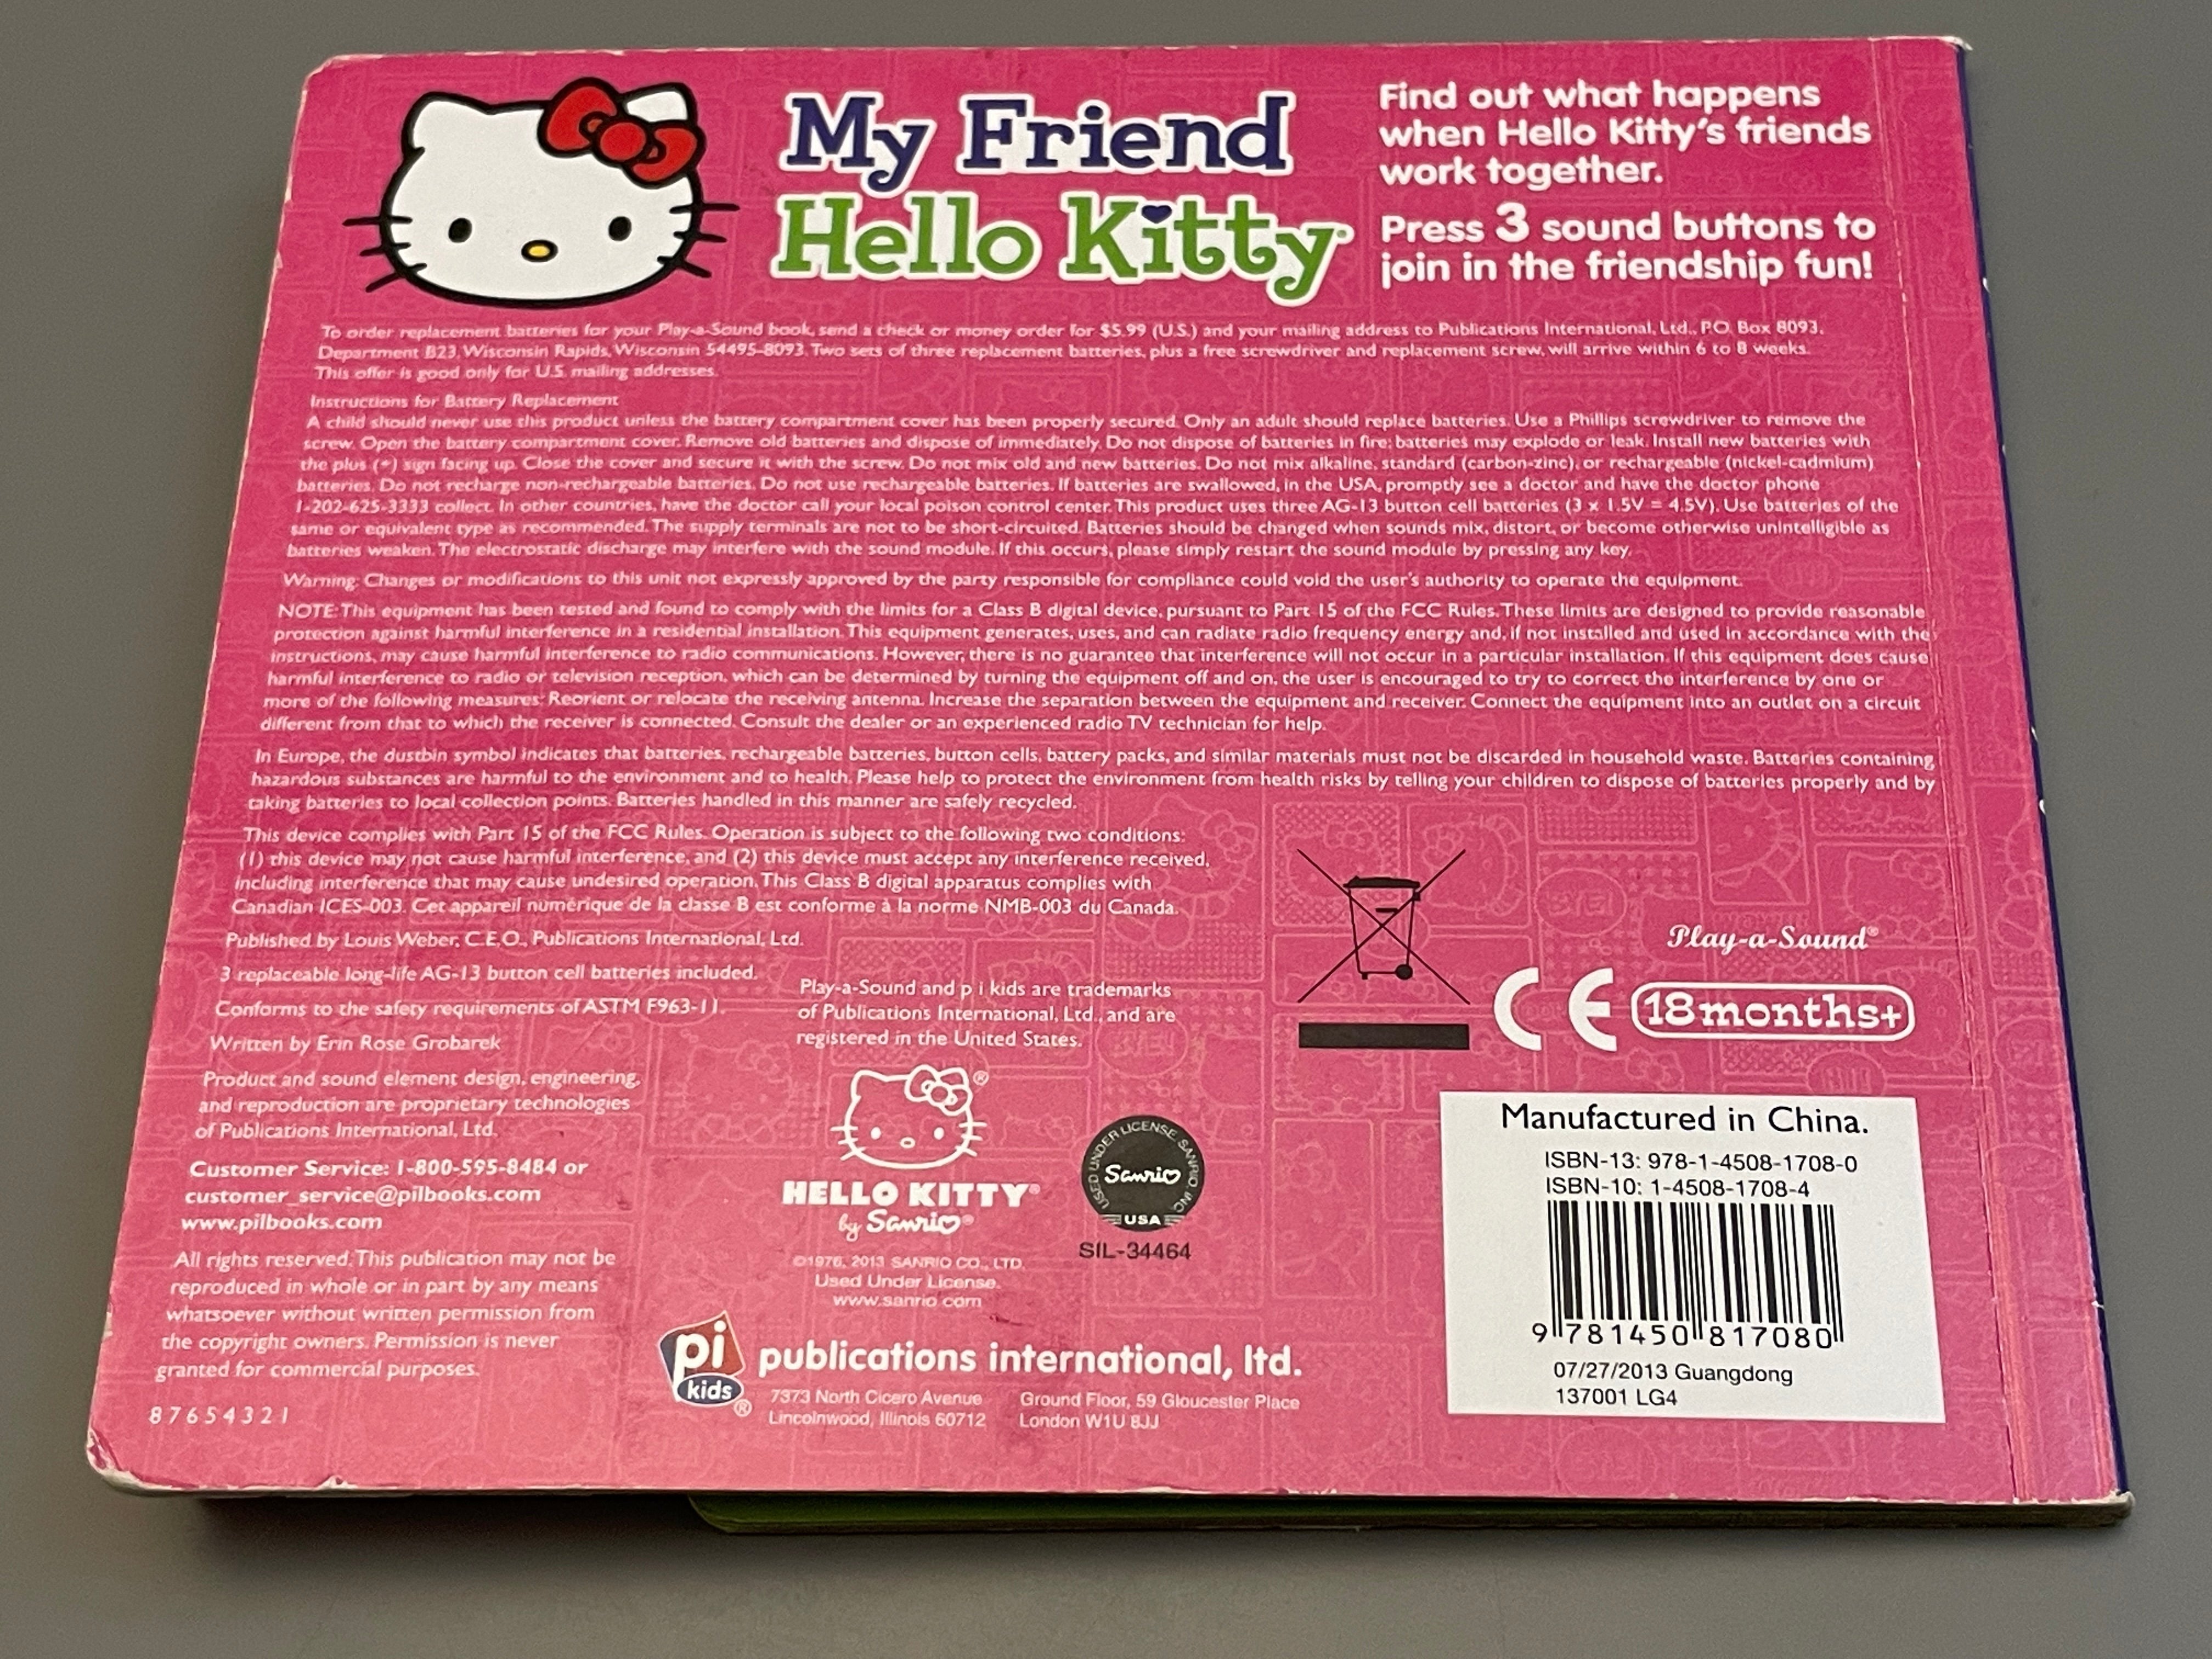 My Friend
Hello Kitty
Find out what happens
when Hello Kitty's friends
work together.
Press 3 sound buttons to
join in the friendship fun!
To order replacement batteries for your Play-a-Sound book, send a check or money order for $5.99 (U.S.) and your mailing address to Publications International, Ltd., P.O. Box 8093,
Department B23, Wisconsin Rapids, Wisconsin 54495-8093. Two sets of three replacement batteries, plus a free screwdriver and replacement screw, will arrive within 6 to 8 weeks.
This offer is good only for U.S. mailing addresses.
Instructions for Battery Replacement
A child should never use this product unless the battery compartment cover has been properly secured. Only an adult should replace batteries. Use a Phillips screwdriver to remove the
screw. Open the battery compartment cover. Remove old batteries and dispose of immediately. Do not dispose of batteries in fire; batteries may explode or leak. Install new batteries with
the plus (+) sign facing up. Close the cover and secure it with the screw. Do not mix old and new batteries. Do not mix alkaline, standard (carbon-zinc), or rechargeable (nickel-cadmium)
batteries. Do not recharge non-rechargeable batteries. Do not use rechargeable batteries. If batteries are swallowed, in the USA, promptly see a doctor and have the doctor phone
1-202-625-3333 collect. In other countries, have the doctor call your local poison control center. This product uses three AG-13 button cell batteries (3 x 1.5V = 4.5V). Use batteries of the
same or equivalent type as recommended. The supply terminals are not to be short-circuited. Batteries should be changed when sounds mix, distort, or become otherwise unintelligible as
batteries weaken. The electrostatic discharge may interfere with the sound module. If this occurs, please simply restart the sound module by pressing any key.
Warning: Changes or modifications to this unit not expressly approved by the party responsible for compliance could void the user's authority to operate the equipment.
NOTE: This equipment has been tested and found to comply with the limits for a Class B digital device, pursuant to Part 15 of the FCC Rules. These limits are designed to provide reasonable
protection against harmful interference in a residential installation. This equipment generates, uses, and can radiate radio frequency energy and, if not installed and used in accordance with the
instructions, may cause harmful interference to radio communications. However, there is no guarantee that interference will not occur in a particular installation. If this equipment does cause
harmful interference to radio or television reception, which can be determined by turning the equipment off and on, the user is encouraged to try to correct the interference by one or
more of the following measures: Reorient or relocate the receiving antenna. Increase the separation between the equipment and receiver. Connect the equipment into an outlet on a circuit
different from that to which the receiver is connected. Consult the dealer or an experienced radio TV technician for help.
In Europe, the dustbin symbol indicates that batteries, rechargeable batteries, button cells, battery packs, and similar materials must not be discarded in household waste. Batteries containing
hazardous substances are harmful to the environment and to health. Please help to protect the environment from health risks by telling your children to dispose of batteries properly and by
taking batteries to local collection points. Batteries handled in this manner are safely recycled.
This device complies with Part 15 of the FCC Rules. Operation is subject to the following two conditions:
(1) this device may not cause harmful interference, and (2) this device must accept any interference received,
including interference that may cause undesired operation. This Class B digital apparatus complies with
Canadian ICES-003. Cet appareil numérique de la classe B est conforme à la norme NMB-003 du Canada.
Published by Louis Weber, C.E.O., Publications International, Ltd.
3 replaceable long-life AG-13 button cell batteries included.
Conforms to the safety requirements of ASTM F963-11.
Written by Erin Rose Grobarek
Product and sound element design, engineering,
and reproduction are proprietary technologies
of Publications International, Ltd.
Customer Service: 1-800-595-8484 or
customer_service@pilbooks.com
www.pilbooks.com
All rights reserved. This publication may not be
reproduced in whole or in part by any means
whatsoever without written permission from
the copyright owners. Permission is never
granted for commercial purposes.
8 7 6 5 4 3 2 1
Play-a-Sound and p i kids are trademarks
of Publications International, Ltd., and are
registered in the United States.
®
HELLO KITTY®
by Sanrio®
©1976, 2013 SANRIO CO., LTD.
Used Under License.
www.sanrio.com
USED UNDER LICENSE, SANRIO, INC.
Sanrio
USA
SIL-34464
pi
kids®
publications international, ltd.
7373 North Cicero Avenue
Lincolnwood, Illinois 60712
Ground Floor, 59 Gloucester Place
London W1U 8JJ
Play-a-Sound®
CE
18 months+
Manufactured in China.
ISBN-13: 978-1-4508-1708-0
ISBN-10: 1-4508-1708-4
9 781450 817080
07/27/2013 Guangdong
137001 LG4